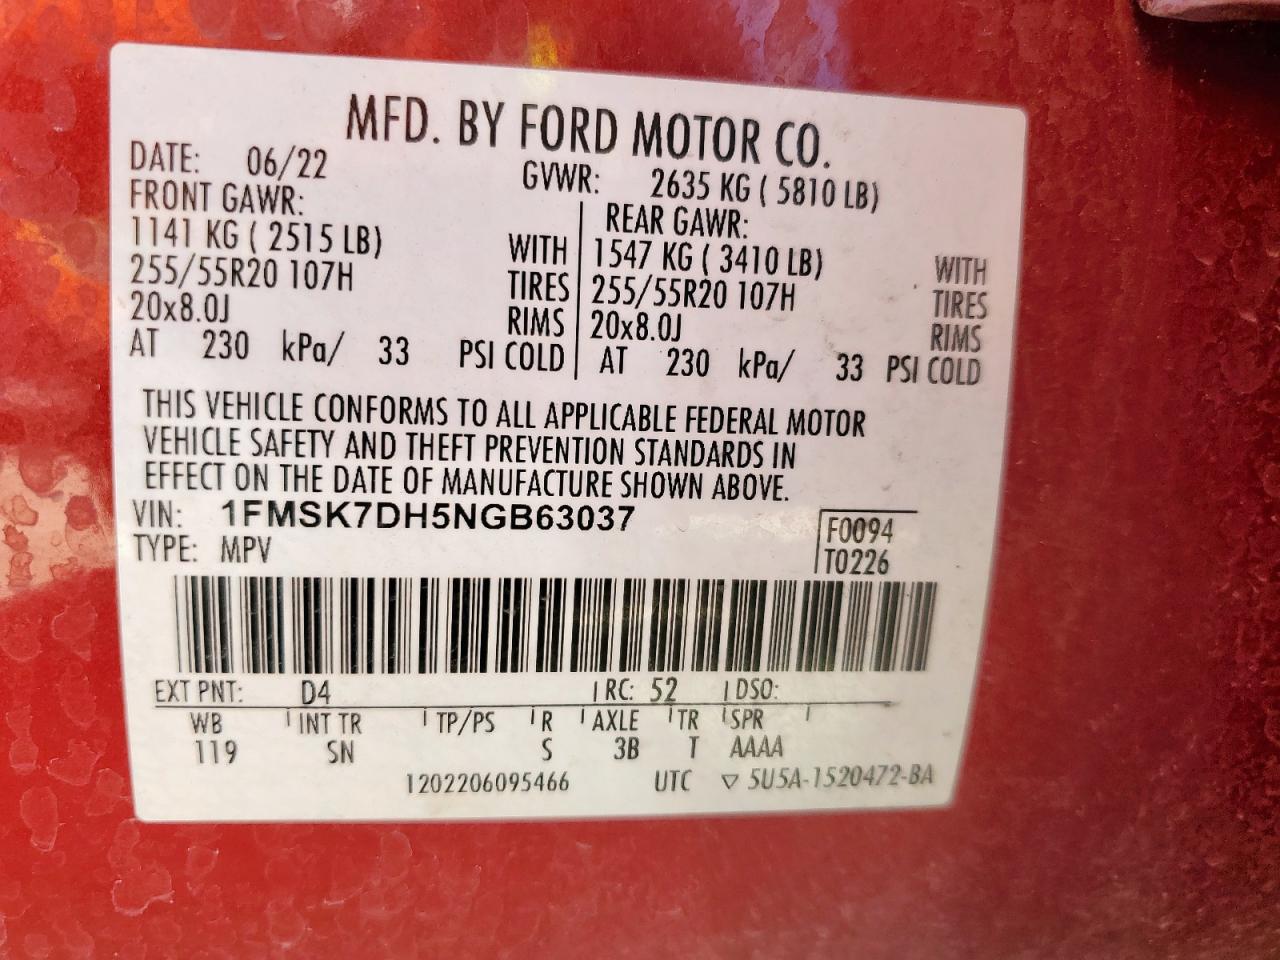 MFD. BY FORD MOTOR CO.
DATE: 06/22 GVWR: 2635 KG ( 5810 LB)
FRONT GAWR: REAR GAWR:
1141 KG ( 2515 LB) WITH 1547 KG ( 3410 LB) WITH
255/55R20 107H TIRES 255/55R20 107H TIRES
20x8.0J RIMS 20x8.0J RIMS
AT 230 kPa/ 33 PSI COLD AT 230 kPa/ 33 PSI COLD
THIS VEHICLE CONFORMS TO ALL APPLICABLE FEDERAL MOTOR
VEHICLE SAFETY AND THEFT PREVENTION STANDARDS IN
EFFECT ON THE DATE OF MANUFACTURE SHOWN ABOVE.
VIN: 1FMSK7DH5NGB63037 F0094
TYPE: MPV T0226
EXT PNT: D4 RC: 52 DSO:
WB INT TR TP/PS R AXLE TR SPR
119 SN S 3B T AAAA
1202206095466 UTC ▽ 5U5A-1520472-BA